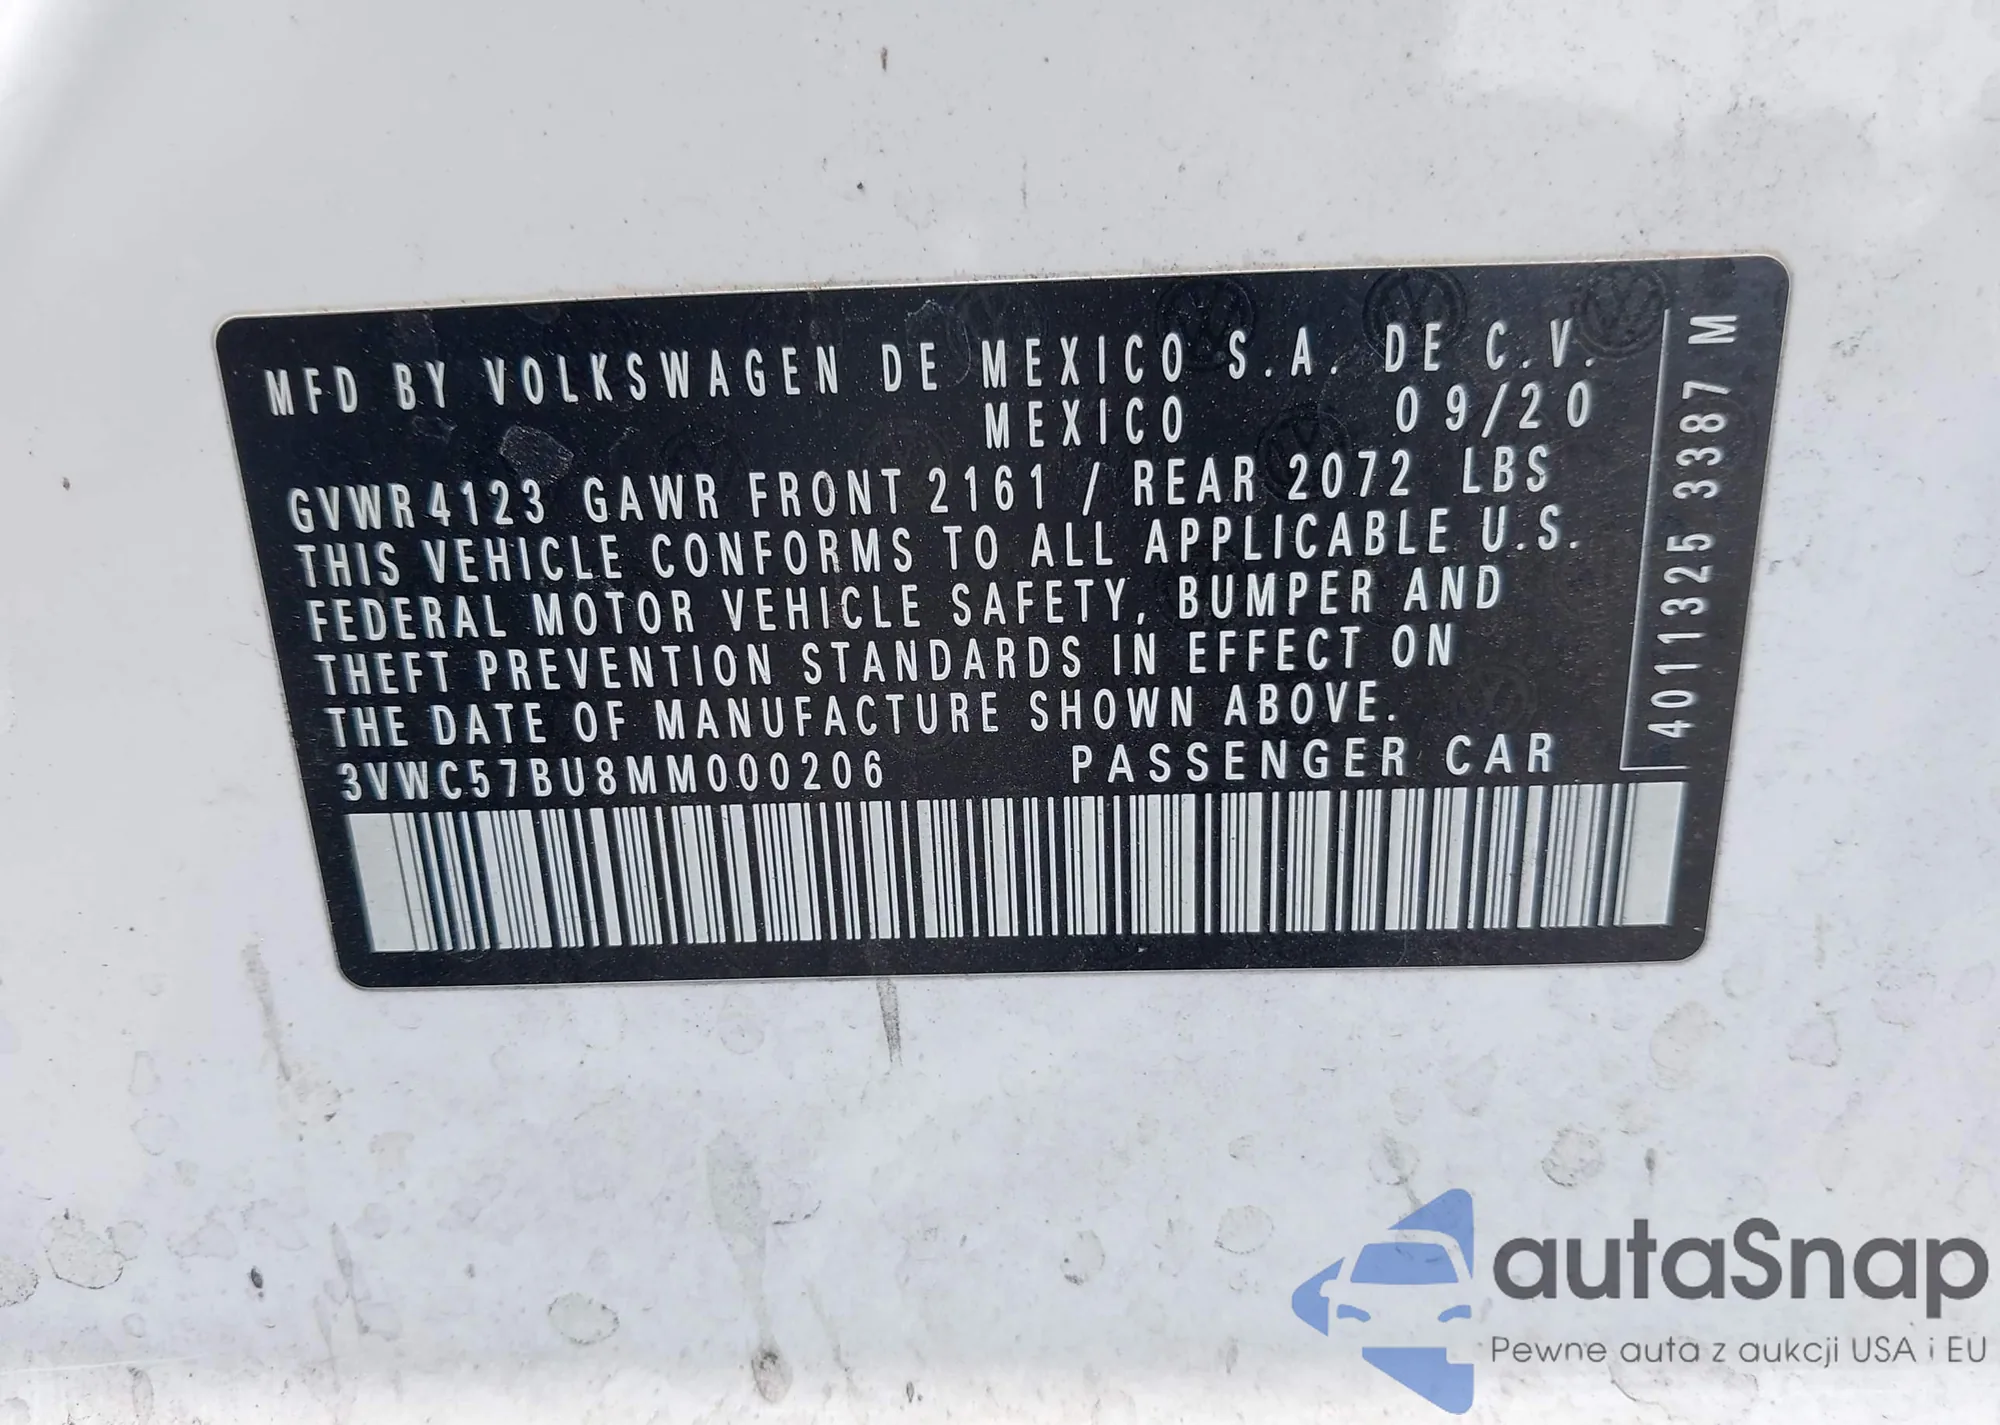 MFD BY VOLKSWAGEN DE MEXICO S.A. DE C.V.
MEXICO 09/20
GVWR 4123 GAWR FRONT 2161 / REAR 2072 LBS
THIS VEHICLE CONFORMS TO ALL APPLICABLE U.S.
FEDERAL MOTOR VEHICLE SAFETY, BUMPER AND
THEFT PREVENTION STANDARDS IN EFFECT ON
THE DATE OF MANUFACTURE SHOWN ABOVE.
3VWC57BU8MM000206 PASSENGER CAR
4011325 3387 M
autaSnap
Pewne auta z aukcji USA i EU